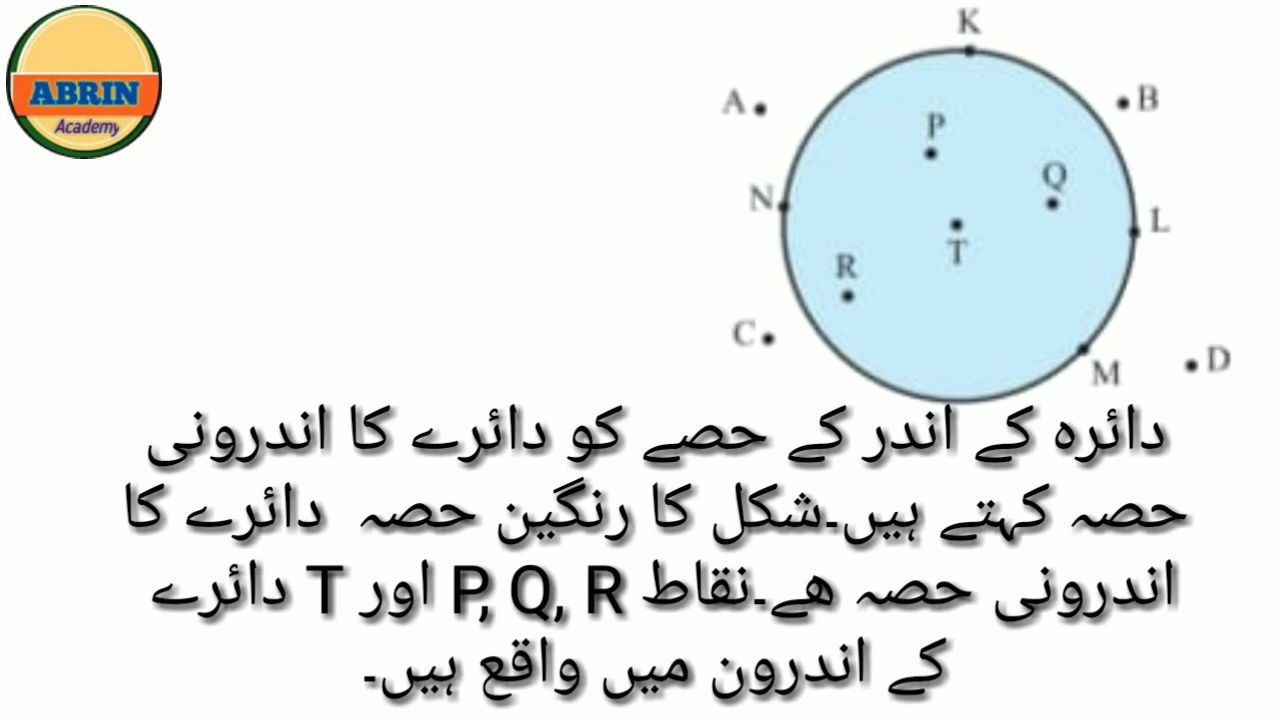 ABRIN
Academy
K
A
B
P
Q
N
L
T
R
C
M
D
دائرہ کے اندر کے حصے کو دائرے کا اندرونی
حصہ کہتے ہیں۔شکل کا رنگین حصہ دائرے کا
اندرونی حصہ ھے۔نقاط P, Q, R اور T دائرے
کے اندرون میں واقع ہیں۔